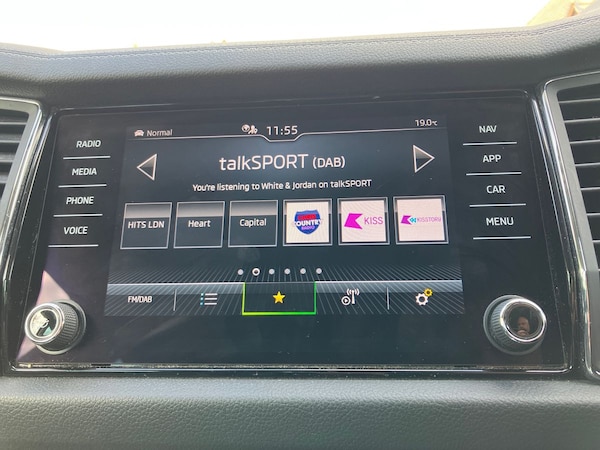 RADIO
MEDIA
PHONE
VOICE
Normal
11:55
19.0°C
talkSPORT (DAB)
You're listening to White & Jordan on talkSPORT
HITS LDN
Heart
Capital
COUNTRY
RADIO
KISS
KISSTORY
FM/DAB
NAV
APP
CAR
MENU